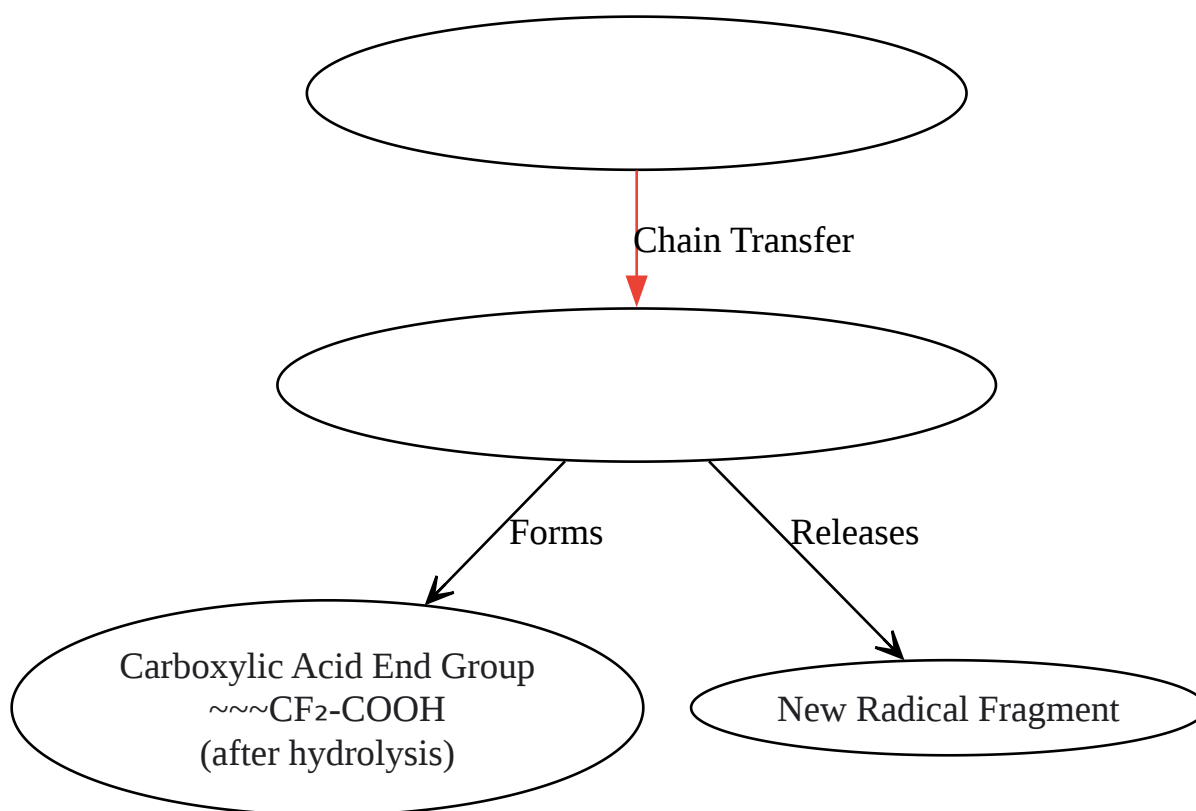 Chain Transfer
Forms
Releases
Carboxylic Acid End Group
~~~CF₂-COOH
(after hydrolysis)
New Radical Fragment